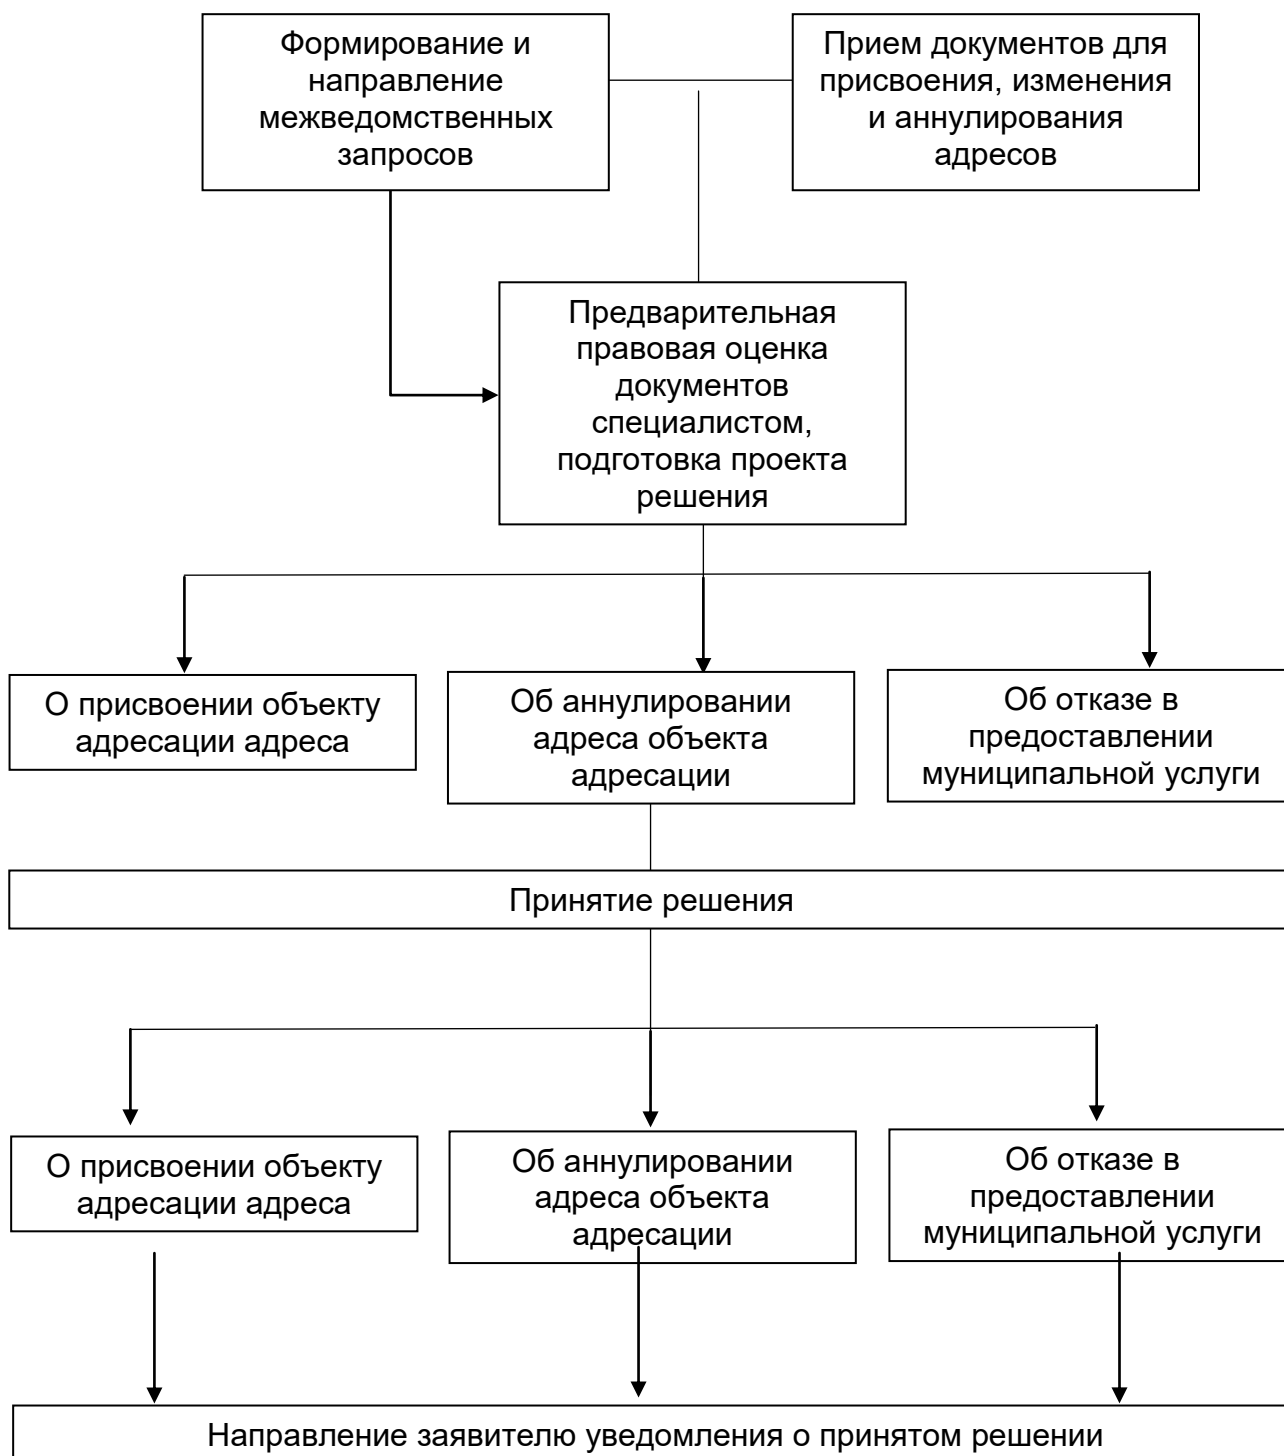 Формирование и
направление
межведомственных
запросов
Прием документов для
присвоения, изменения
и аннулирования
адресов
Предварительная
правовая оценка
документов
специалистом,
подготовка проекта
решения
О присвоении объекту
адресации адреса
Об аннулировании
адреса объекта
адресации
Об отказе в
предоставлении
муниципальной услуги
Принятие решения
О присвоении объекту
адресации адреса
Об аннулировании
адреса объекта
адресации
Об отказе в
предоставлении
муниципальной услуги
Направление заявителю уведомления о принятом решении